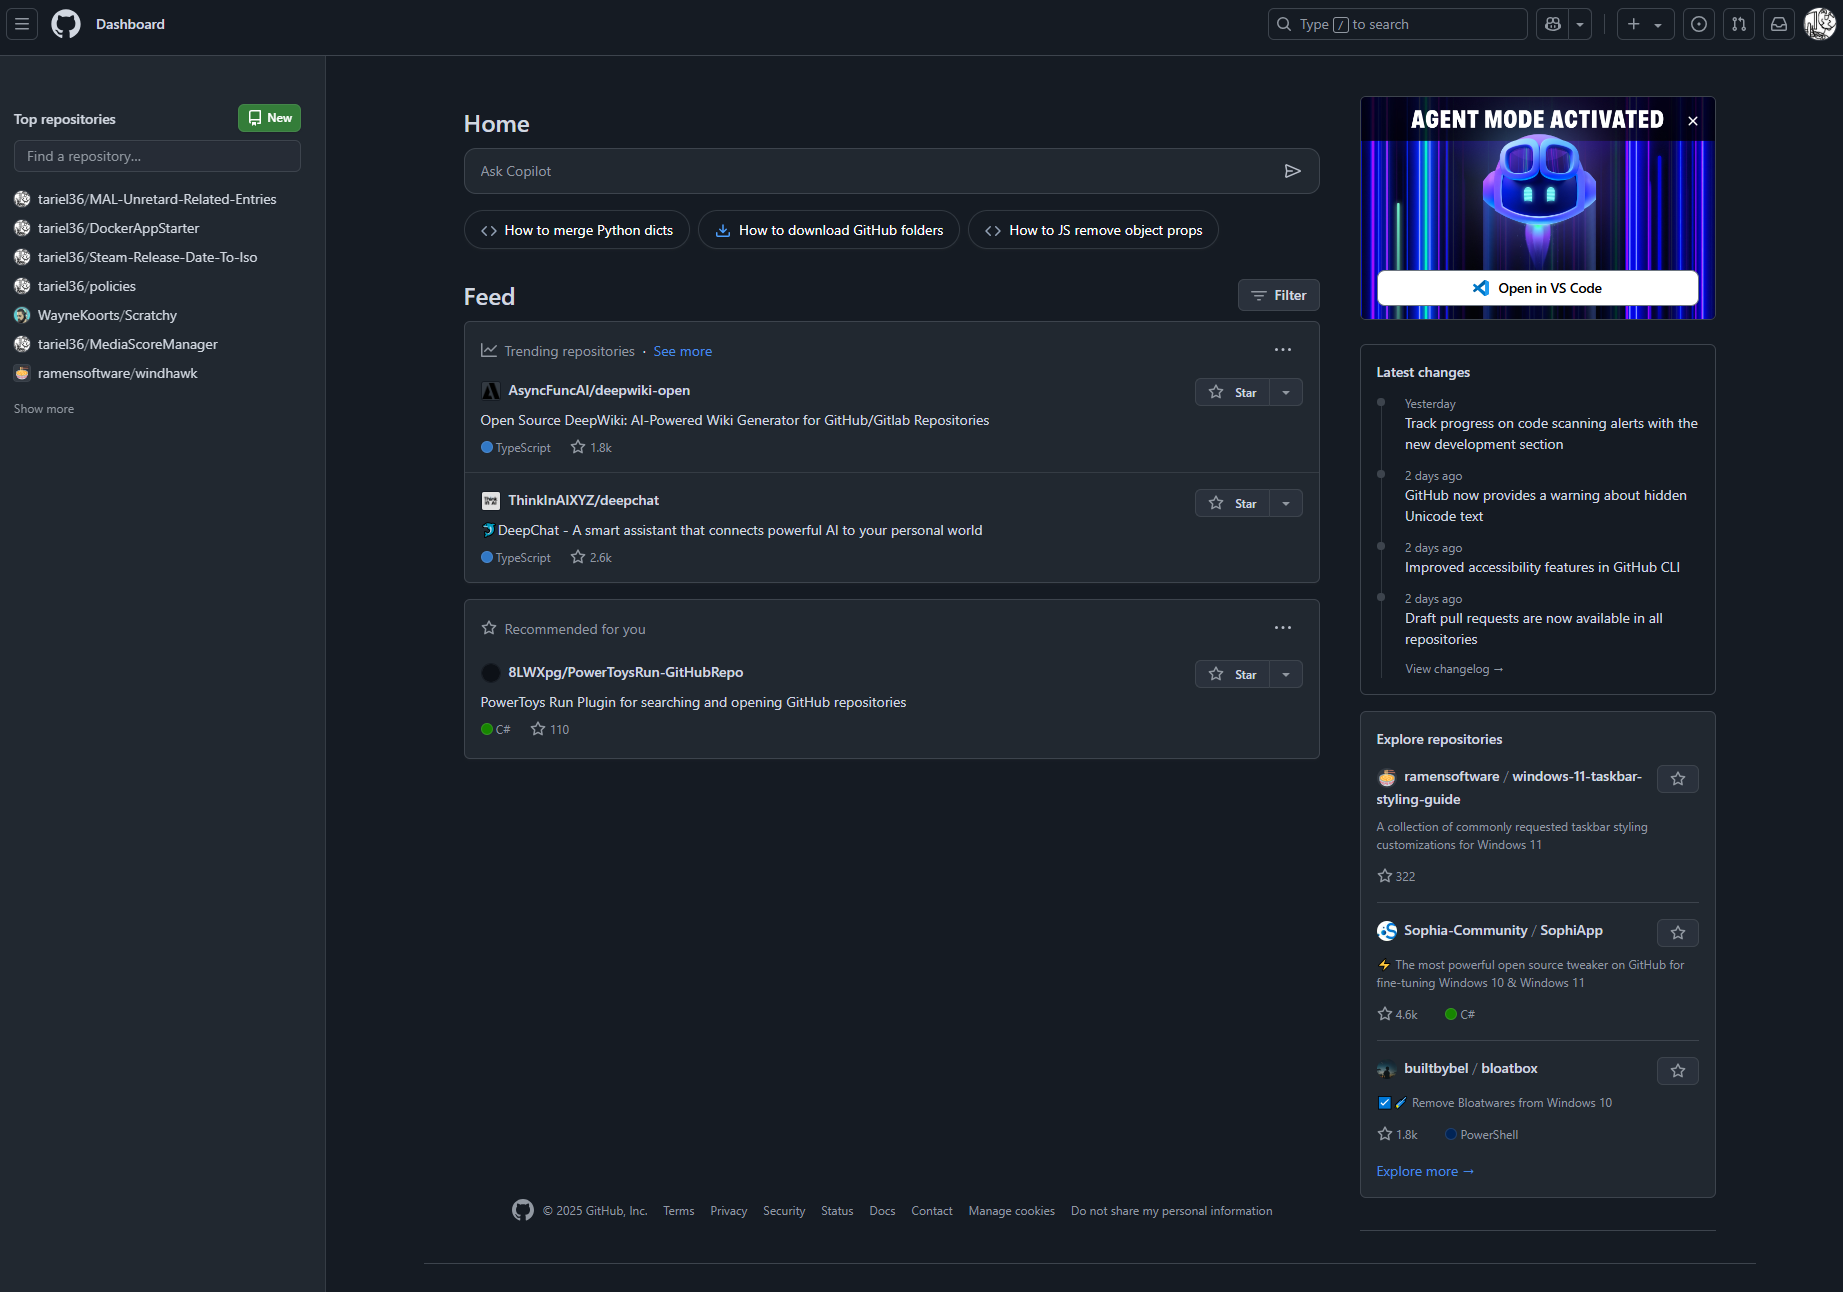 Dashboard
Type / to search
Top repositories
New
Find a repository...
tariel36/MAL-Unretard-Related-Entries
tariel36/DockerAppStarter
tariel36/Steam-Release-Date-To-Iso
tariel36/policies
WayneKoorts/Scratchy
tariel36/MediaScoreManager
ramensoftware/windhawk
Show more
Home
Ask Copilot
How to merge Python dicts
How to download GitHub folders
How to JS remove object props
Feed
Filter
Trending repositories · See more
AsyncFuncAI/deepwiki-open
Star
Open Source DeepWiki: AI-Powered Wiki Generator for GitHub/Gitlab Repositories
TypeScript 1.8k
ThinkInAIXYZ/deepchat
Star
DeepChat - A smart assistant that connects powerful AI to your personal world
TypeScript 2.6k
Recommended for you
8LWXpg/PowerToysRun-GitHubRepo
Star
PowerToys Run Plugin for searching and opening GitHub repositories
C# 110
AGENT MODE ACTIVATED
Open in VS Code
Latest changes
Yesterday
Track progress on code scanning alerts with the
new development section
2 days ago
GitHub now provides a warning about hidden
Unicode text
2 days ago
Improved accessibility features in GitHub CLI
2 days ago
Draft pull requests are now available in all
repositories
View changelog →
Explore repositories
ramensoftware / windows-11-taskbar-
styling-guide
A collection of commonly requested taskbar styling
customizations for Windows 11
322
Sophia-Community / SophiApp
⚡ The most powerful open source tweaker on GitHub for
fine-tuning Windows 10 & Windows 11
4.6k C#
builtbybel / bloatbox
Remove Bloatwares from Windows 10
1.8k PowerShell
Explore more →
© 2025 GitHub, Inc. Terms Privacy Security Status Docs Contact Manage cookies Do not share my personal information